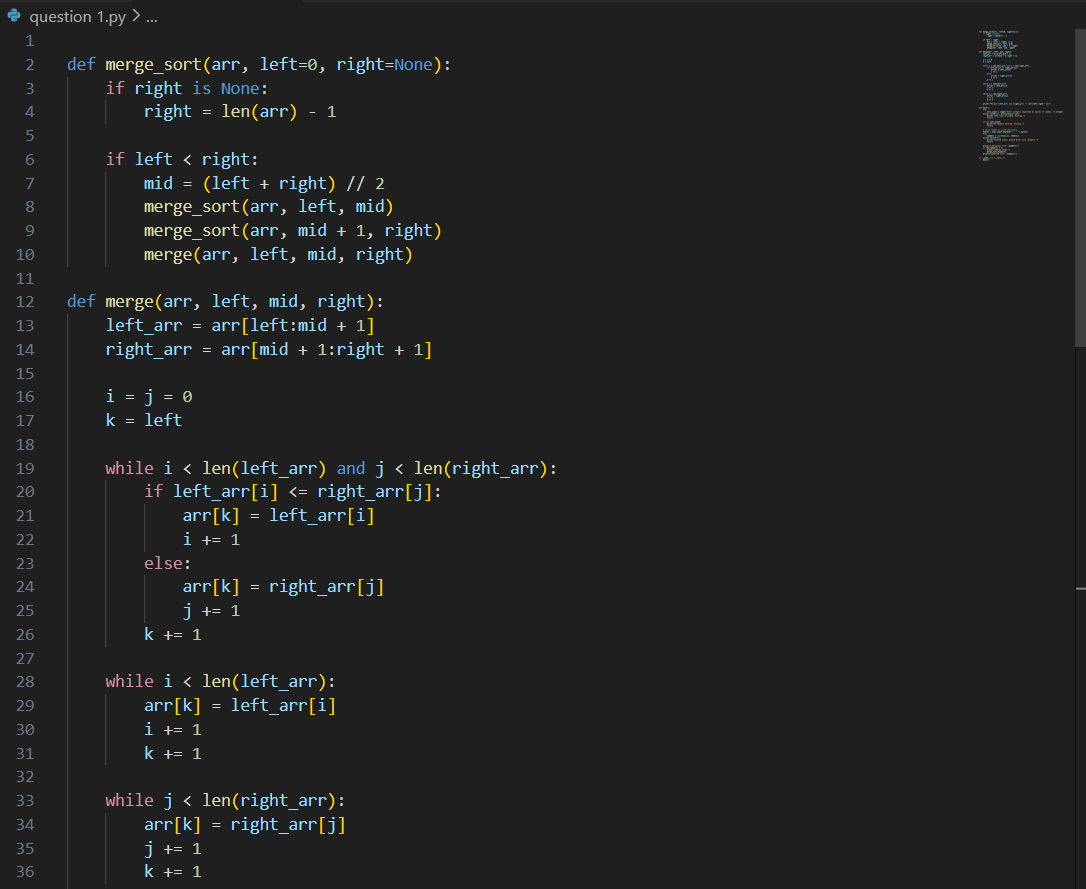 question 1.py > ...
1
2 def merge_sort(arr, left=0, right=None):
3     if right is None:
4         right = len(arr) - 1
5
6     if left < right:
7         mid = (left + right) // 2
8         merge_sort(arr, left, mid)
9         merge_sort(arr, mid + 1, right)
10         merge(arr, left, mid, right)
11
12 def merge(arr, left, mid, right):
13     left_arr = arr[left:mid + 1]
14     right_arr = arr[mid + 1:right + 1]
15
16     i = j = 0
17     k = left
18
19     while i < len(left_arr) and j < len(right_arr):
20         if left_arr[i] <= right_arr[j]:
21             arr[k] = left_arr[i]
22             i += 1
23         else:
24             arr[k] = right_arr[j]
25             j += 1
26         k += 1
27
28     while i < len(left_arr):
29         arr[k] = left_arr[i]
30         i += 1
31         k += 1
32
33     while j < len(right_arr):
34         arr[k] = right_arr[j]
35         j += 1
36         k += 1